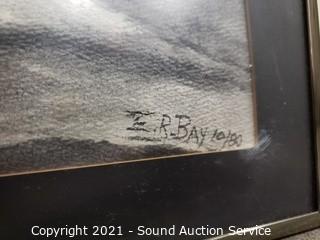 E.R-BAY 10/80
Copyright 2021 - Sound Auction Service